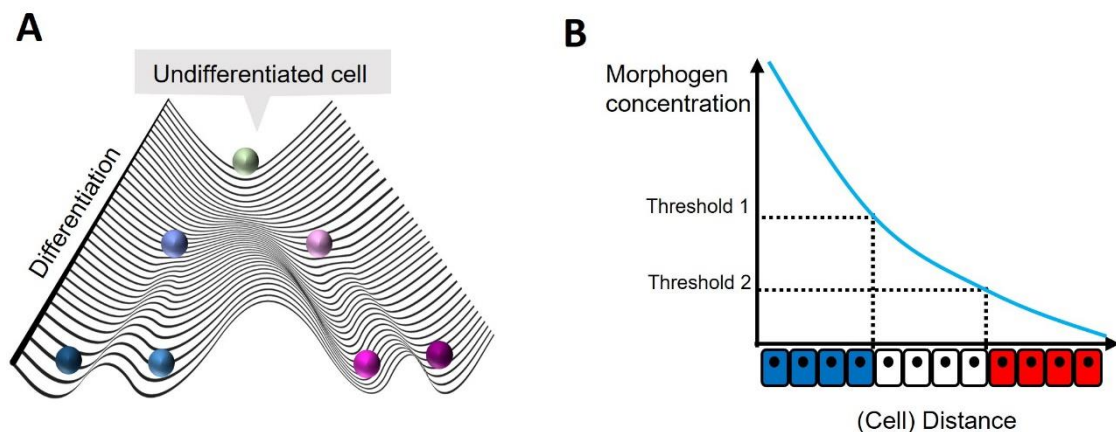 A
Undifferentiated cell
Differentiation
B
Morphogen
concentration
Threshold 1
Threshold 2
(Cell) Distance